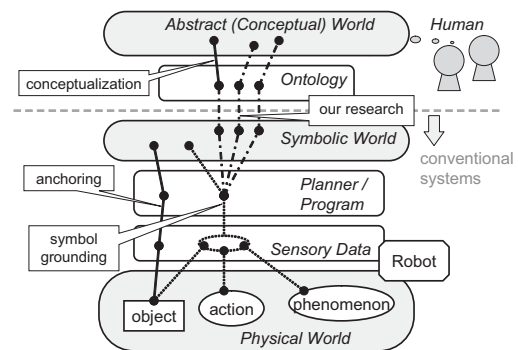 Abstract (Conceptual) World
Human
conceptualization
Ontology
our research
Symbolic World
conventional
systems
anchoring
Planner /
Program
symbol
grounding
Sensory Data
Robot
object
action
phenomenon
Physical World